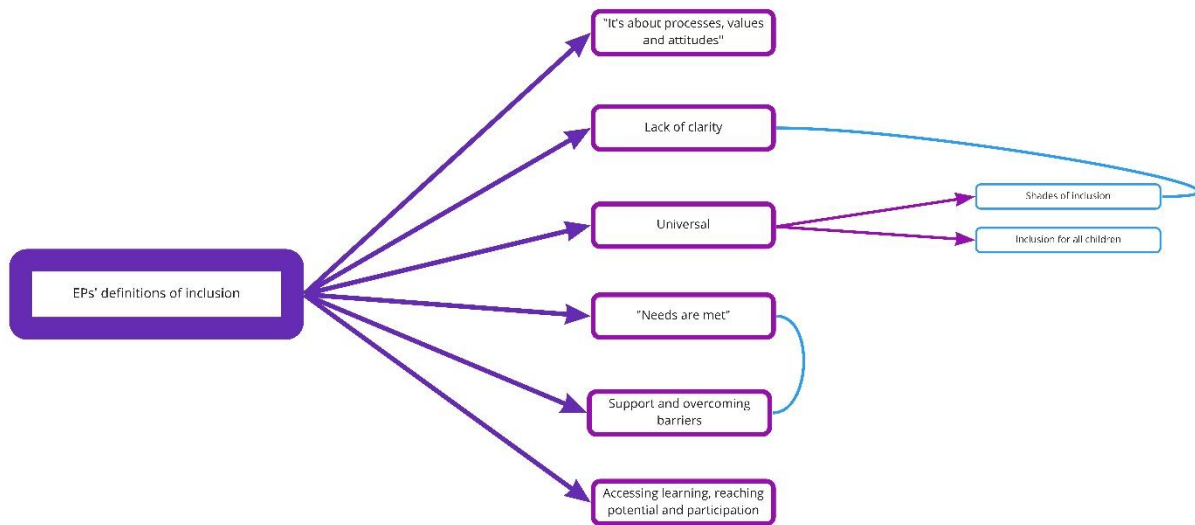 "It's about processes, values
and attitudes"
Lack of clarity
Shades of inclusion
Universal
Inclusion for all children
EPs' definitions of inclusion
"Needs are met"
Support and overcoming
barriers
Accessing learning, reaching
potential and participation